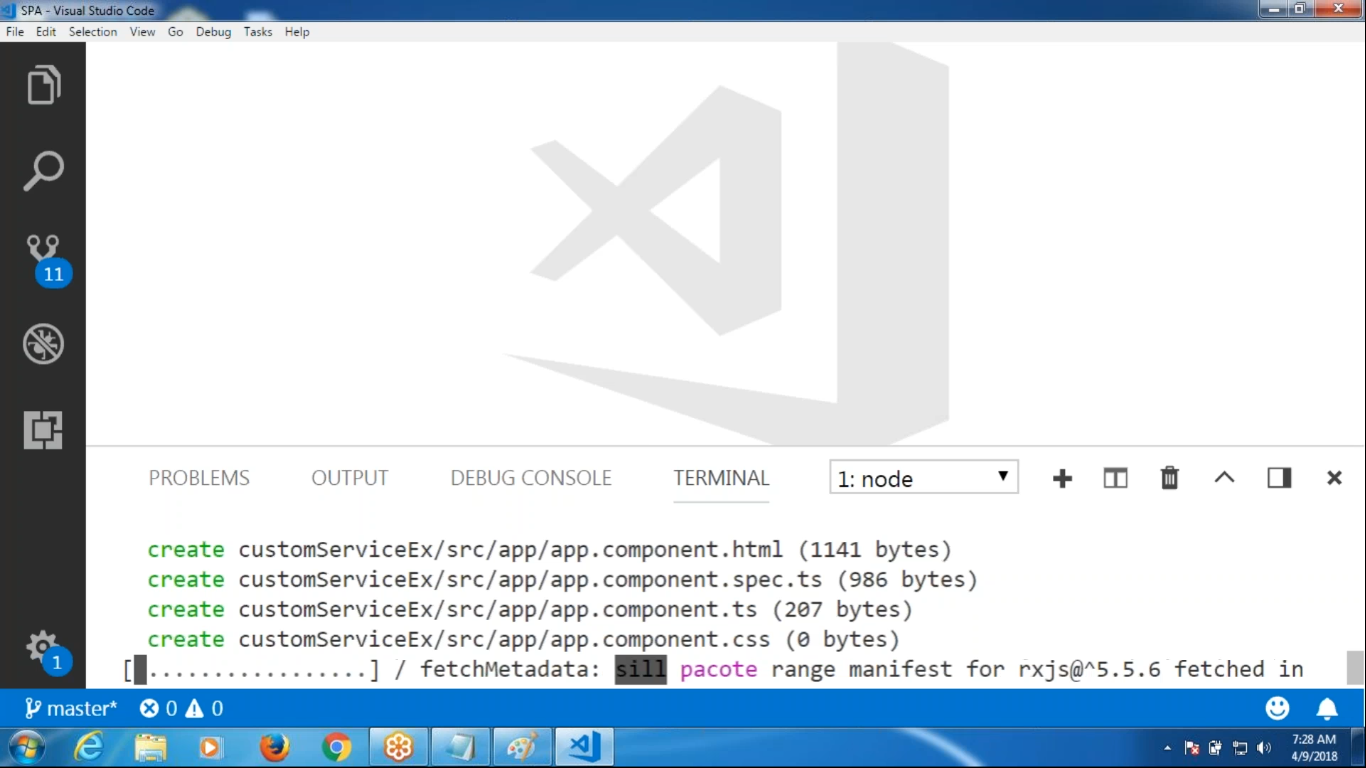 SPA - Visual Studio Code
File Edit Selection View Go Debug Tasks Help
11
1
PROBLEMS OUTPUT DEBUG CONSOLE TERMINAL 1: node
create customServiceEx/src/app/app.component.html (1141 bytes)
create customServiceEx/src/app/app.component.spec.ts (986 bytes)
create customServiceEx/src/app/app.component.ts (207 bytes)
create customServiceEx/src/app/app.component.css (0 bytes)
[ .................] / fetchMetadata: sill pacote range manifest for rxjs@^5.5.6 fetched in
master* 0 0
7:28 AM
4/9/2018